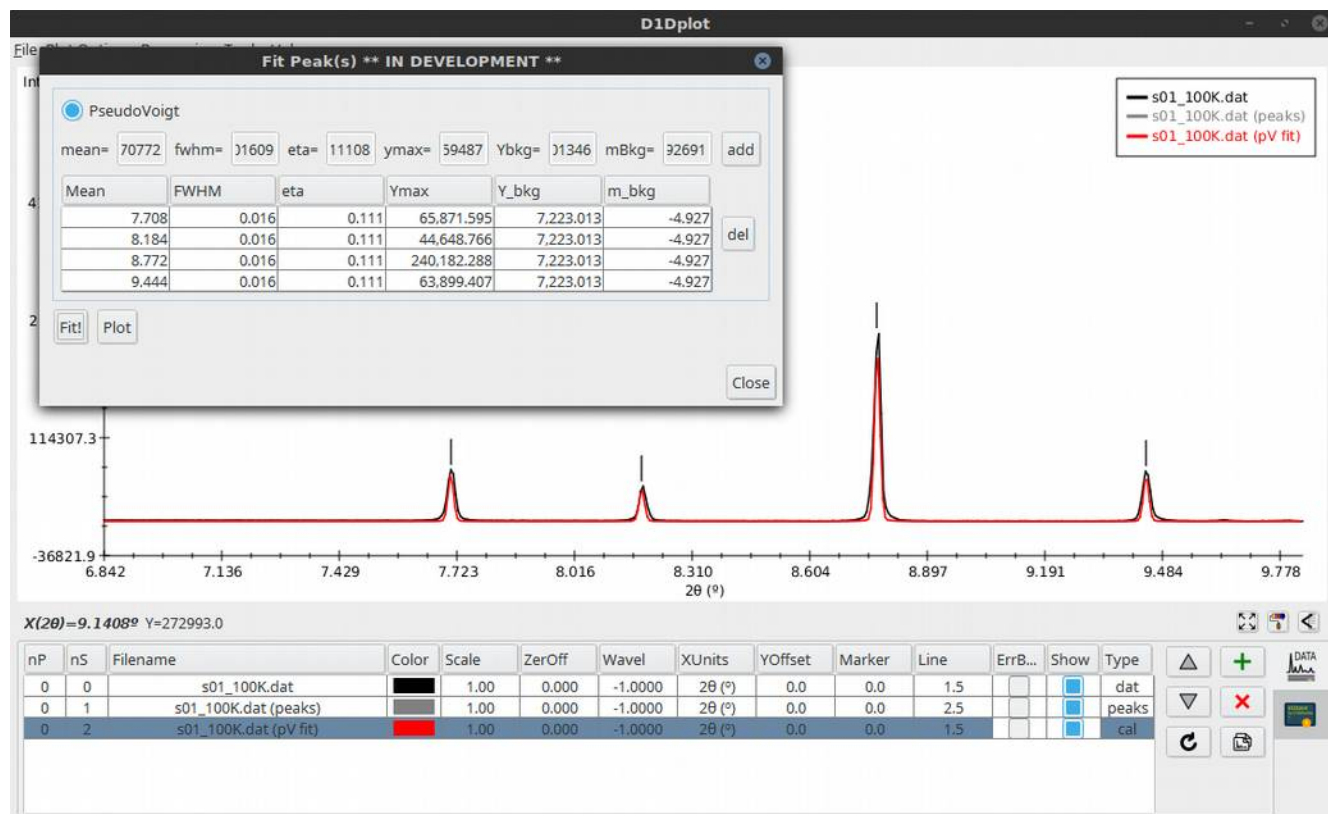 D1Dplot
File
Fit Peak(s) ** IN DEVELOPMENT **
PseudoVoigt
mean= 70772 fwhm= 01609 eta= 11108 ymax= 59487 Ybkg= 01346 mBkg= 92691 add
Mean FWHM eta Ymax Y_bkg m_bkg
7.708 0.016 0.111 65,871.595 7,223.013 -4.927
8.184 0.016 0.111 44,648.766 7,223.013 -4.927
8.772 0.016 0.111 240,182.288 7,223.013 -4.927
9.444 0.016 0.111 63,899.407 7,223.013 -4.927
del
Fit! Plot
Close
s01_100K.dat
s01_100K.dat (peaks)
s01_100K.dat (pV fit)
Int
4
2
114307.3
-36821.9
6.842 7.136 7.429 7.723 8.016 8.310 8.604 8.897 9.191 9.484 9.778
2θ (º)
X(2θ)=9.1408º Y=272993.0
nP nS Filename Color Scale ZerOff Wavel XUnits YOffset Marker Line ErrB... Show Type
0 0 s01_100K.dat 1.00 0.000 -1.0000 2θ (º) 0.0 0.0 1.5 dat
0 1 s01_100K.dat (peaks) 1.00 0.000 -1.0000 2θ (º) 0.0 0.0 2.5 peaks
0 2 s01_100K.dat (pV fit) 1.00 0.000 -1.0000 2θ (º) 0.0 0.0 1.5 cal
DATA